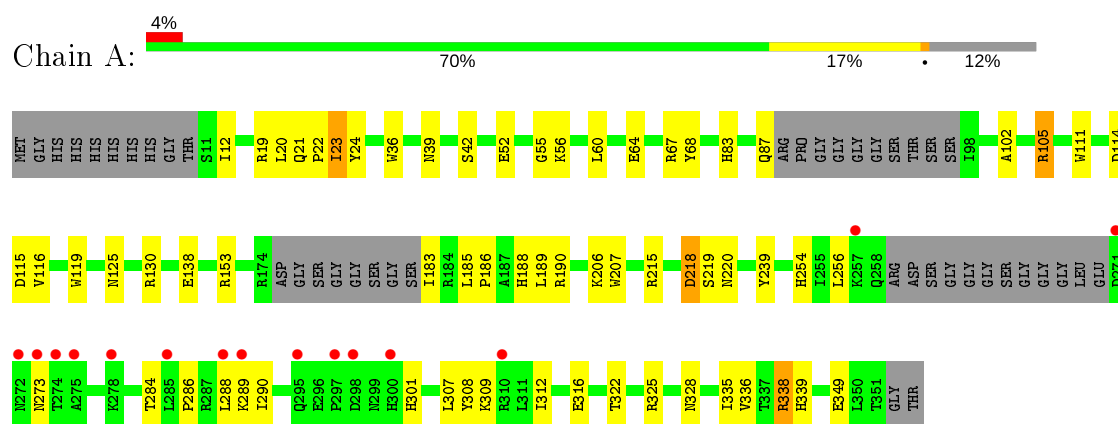 4%
Chain A:
70% 17% • 12%
MET GLY HIS HIS HIS HIS HIS HIS GLY THR S11 I12 R19 L20 Q21 P22 I23 Y24 W36 N39 S42 E52 G55 K56 L60 E64 R67 Y68 H83 Q87 ARG PRO GLY GLY GLY GLY SER THR SER SER I98 A102 R105 W111 D114
D115 V116 W119 N125 R130 E138 R153 R174 ASP GLY SER GLY GLY SER GLY SER I183 R184 L185 P186 A187 H188 L189 R190 K206 W207 R215 D218 S219 N220 Y239 H254 I255 L256 K257 Q258 ARG ASP SER GLY GLY GLY SER GLY GLY GLY LEU GLU D271
N272 N273 T274 A275 K278 T284 L285 P286 R287 L288 K289 I290 Q295 E296 P297 D298 N299 H300 H301 L307 Y308 K309 R310 L311 I312 E316 T322 R325 N328 I335 V336 T337 R338 H339 E349 L350 T351 GLY THR